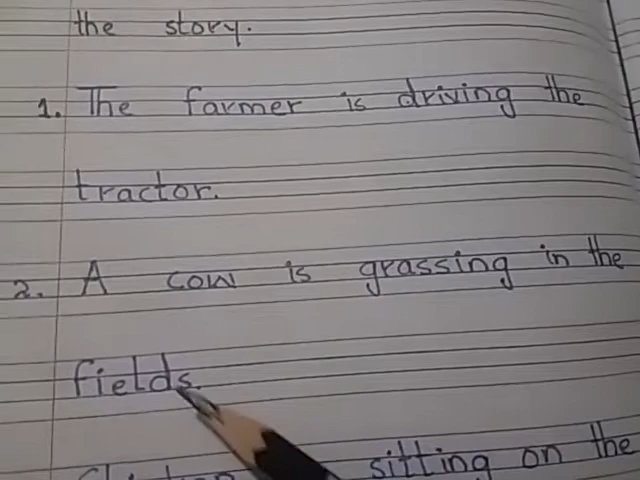 the story.
1. The farmer is driving the
tractor.
2. A cow is grassing in the
fields.
sitting on the